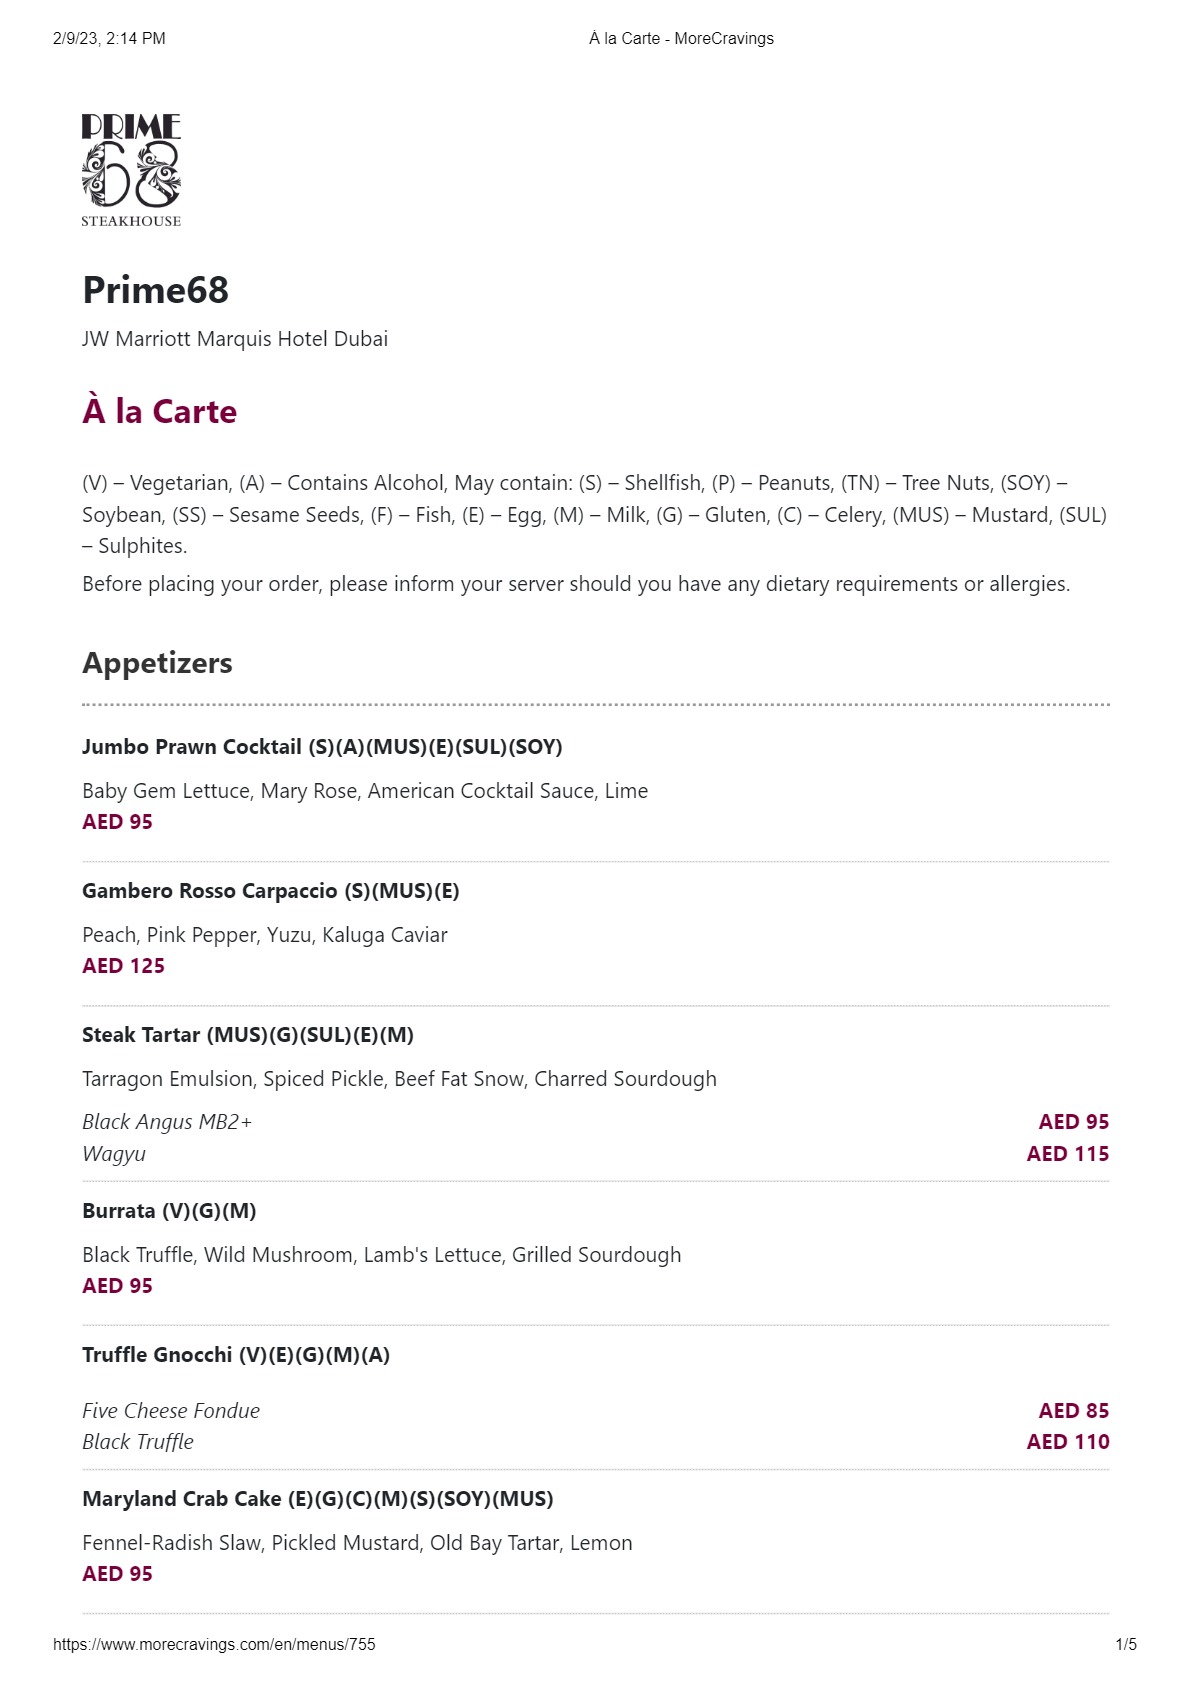 2/9/23, 2:14 PM
À la Carte - MoreCravings
PRIME
68
STEAKHOUSE
Prime68
JW Marriott Marquis Hotel Dubai
À la Carte
(V) – Vegetarian, (A) – Contains Alcohol, May contain: (S) – Shellfish, (P) – Peanuts, (TN) – Tree Nuts, (SOY) –
Soybean, (SS) – Sesame Seeds, (F) – Fish, (E) – Egg, (M) – Milk, (G) – Gluten, (C) – Celery, (MUS) – Mustard, (SUL)
– Sulphites.
Before placing your order, please inform your server should you have any dietary requirements or allergies.
Appetizers
Jumbo Prawn Cocktail (S)(A)(MUS)(E)(SUL)(SOY)
Baby Gem Lettuce, Mary Rose, American Cocktail Sauce, Lime
AED 95
Gambero Rosso Carpaccio (S)(MUS)(E)
Peach, Pink Pepper, Yuzu, Kaluga Caviar
AED 125
Steak Tartar (MUS)(G)(SUL)(E)(M)
Tarragon Emulsion, Spiced Pickle, Beef Fat Snow, Charred Sourdough
Black Angus MB2+ AED 95
Wagyu AED 115
Burrata (V)(G)(M)
Black Truffle, Wild Mushroom, Lamb's Lettuce, Grilled Sourdough
AED 95
Truffle Gnocchi (V)(E)(G)(M)(A)
Five Cheese Fondue AED 85
Black Truffle AED 110
Maryland Crab Cake (E)(G)(C)(M)(S)(SOY)(MUS)
Fennel-Radish Slaw, Pickled Mustard, Old Bay Tartar, Lemon
AED 95
https://www.morecravings.com/en/menus/755
1/5